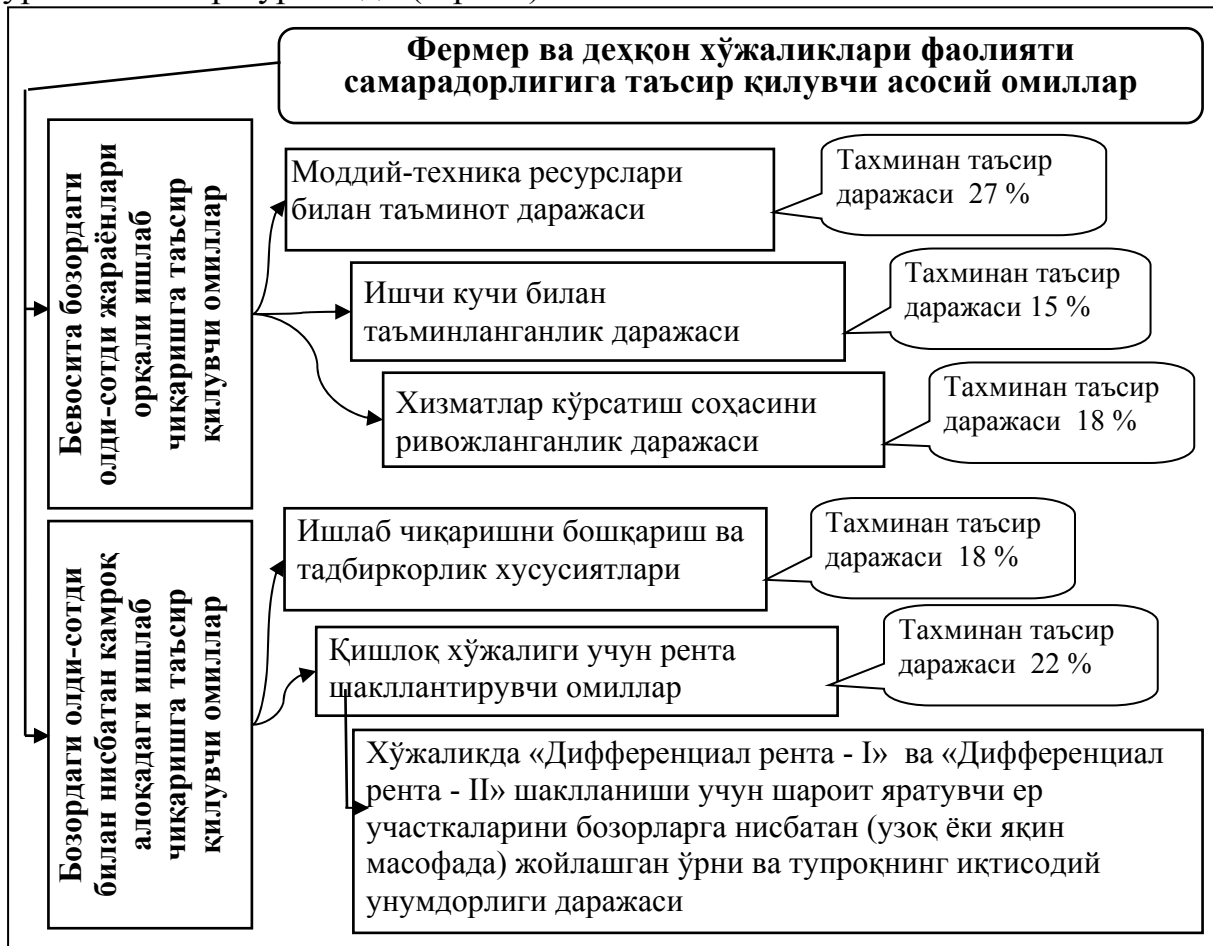 Фермер ва деҳқон хўжаликлари фаолияти
самарадорлигига таъсир қилувчи асосий омиллар
Бевосита бозордаги
олди-сотди жараёнлари
орқали ишлаб
чиқаришга таъсир
қилувчи омиллар
Моддий-техника ресурслари
билан таъминот даражаси
Тахминан таъсир
даражаси 27 %
Ишчи кучи билан
таъминланганлик даражаси
Тахминан таъсир
даражаси 15 %
Хизматлар кўрсатиш соҳасини
ривожланганлик даражаси
Тахминан таъсир
даражаси 18 %
Бозордаги олди-сотди
билан нисбатан камроқ
алоқадаги ишлаб
чиқаришга таъсир
қилувчи омиллар
Ишлаб чиқаришни бошқариш ва
тадбиркорлик хусусиятлари
Тахминан таъсир
даражаси 18 %
Қишлоқ хўжалиги учун рента
шакллантирувчи омиллар
Тахминан таъсир
даражаси 22 %
Хўжаликда «Дифференциал рента - I» ва «Дифференциал
рента - II» шаклланиши учун шароит яратувчи ер
участкаларини бозорларга нисбатан (узоқ ёки яқин
масофада) жойлашган ўрни ва тупроқнинг иқтисодий
унумдорлиги даражаси